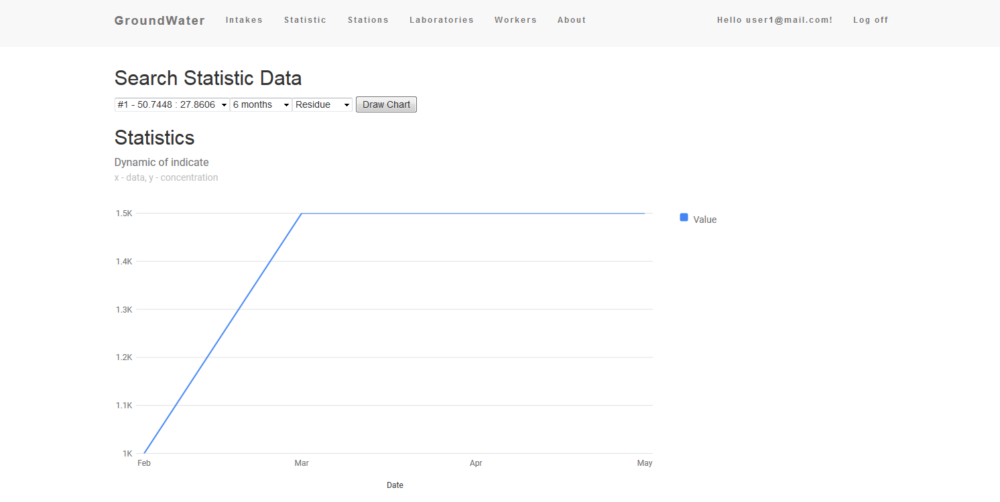 GroundWater Intakes Statistic Stations Laboratories Workers About Hello user1@mail.com! Log off
Search Statistic Data
#1 - 50.7448 : 27.8606 6 months Residue Draw Chart
Statistics
Dynamic of indicate
x - data, y - concentration
1.5K
Value
1.4K
1.3K
1.2K
1.1K
1K
Feb Mar Apr May
Date